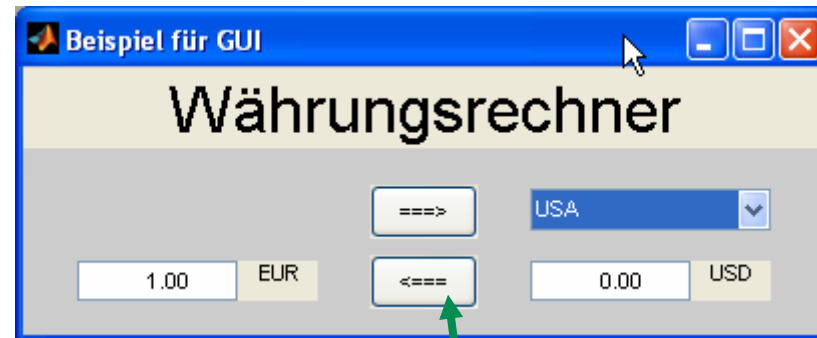 Beispiel für GUI
Währungsrechner
===> USA
1.00 EUR <=== 0.00 USD